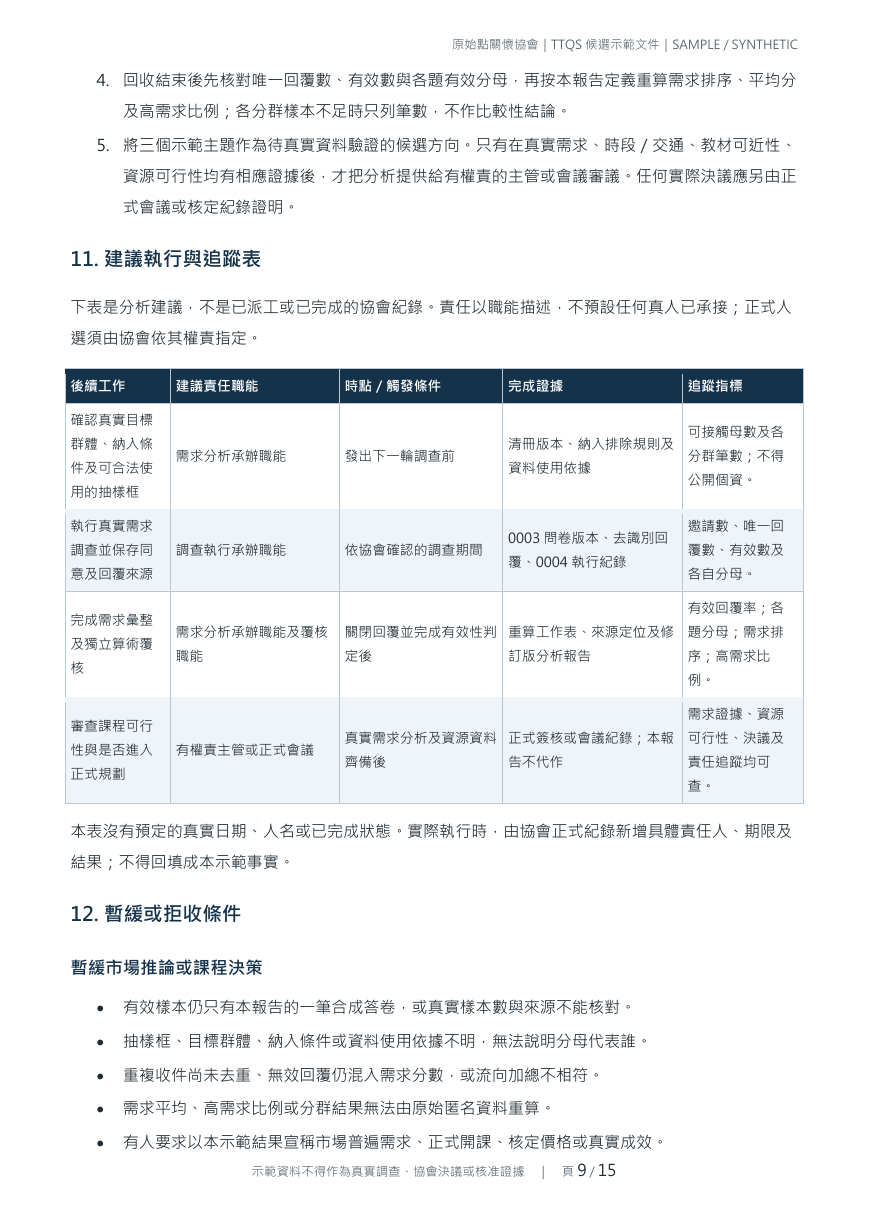 原始點關懷協會 | TTQS 候選示範文件 | SAMPLE / SYNTHETIC
4. 回收結束後先核對唯一回覆數、有效數與各題有效分母，再按本報告定義重算需求排序、平均分
及高需求比例；各分群樣本不足時只列筆數，不作比較性結論。
5. 將三個示範主題作為待真實資料驗證的候選方向。只有在真實需求、時段 / 交通、教材可近性、
資源可行性均有相應證據後，才把分析提供給有權責的主管或會議審議。任何實際決議應另由正
式會議或核定紀錄證明。
11. 建議執行與追蹤表
下表是分析建議，不是已派工或已完成的協會紀錄。責任以職能描述，不預設任何真人已承接；正式人
選須由協會依其權責指定。
後續工作 建議責任職能 時點 / 觸發條件 完成證據 追蹤指標
確認真實目標
群體、納入條
件及可合法使
用的抽樣框
需求分析承辦職能
發出下一輪調查前
清冊版本、納入排除規則及
資料使用依據
可接觸母數及各
分群筆數；不得
公開個資。
執行真實需求
調查並保存同
意及回覆來源
調查執行承辦職能
依協會確認的調查期間
0003 問卷版本、去識別回
覆、0004 執行紀錄
邀請數、唯一回
覆數、有效數及
各自分母。
完成需求彙整
及獨立算術覆
核
需求分析承辦職能及覆核
職能
關閉回覆並完成有效性判
定後
重算工作表、來源定位及修
訂版分析報告
有效回覆率；各
題分母；需求排
序；高需求比
例。
審查課程可行
性與是否進入
正式規劃
有權責主管或正式會議
真實需求分析及資源資料
齊備後
正式簽核或會議紀錄；本報
告不代作
需求證據、資源
可行性、決議及
責任追蹤均可
查。
本表沒有預定的真實日期、人名或已完成狀態。實際執行時，由協會正式紀錄新增具體責任人、期限及
結果；不得回填成本示範事實。
12. 暫緩或拒收條件
暫緩市場推論或課程決策
• 有效樣本仍只有本報告的一筆合成答卷，或真實樣本數與來源不能核對。
• 抽樣框、目標群體、納入條件或資料使用依據不明，無法說明分母代表誰。
• 重複收件尚未去重、無效回覆仍混入需求分數，或流向加總不相符。
• 需求平均、高需求比例或分群結果無法由原始匿名資料重算。
• 有人要求以本示範結果宣稱市場普遍需求、正式開課、核定價格或真實成效。
示範資料不得作為真實調查、協會決議或核准證據 | 頁 9 / 15